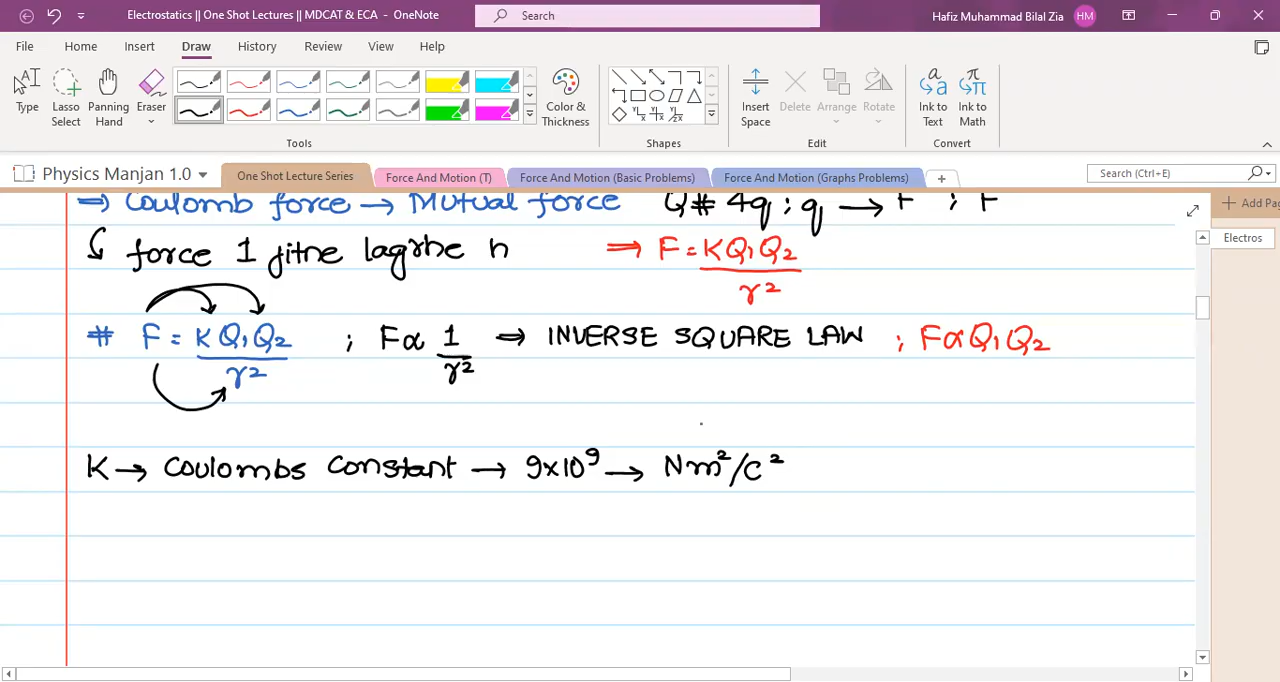 Electrostatics || One Shot Lectures || MDCAT & ECA - OneNote
Search
Hafiz Muhammad Bilal Zia HM
File Home Insert Draw History Review View Help
Type Lasso Select Panning Hand Eraser Color & Thickness Insert Space Delete Arrange Rotate Ink to Text Ink to Math
Tools Shapes Edit Convert
Physics Manjan 1.0 One Shot Lecture Series Force And Motion (T) Force And Motion (Basic Problems) Force And Motion (Graphs Problems) + Search (Ctrl+E)
+ Add Pag
Electros
⇒ Coulomb force → Mutual force Q# 4q ; q → F ; F
force 1 jitne lagrhe h ⇒ F = KQ₁Q₂/r²
# F = KQ₁Q₂/r² ; F∝ 1/r² ⇒ INVERSE SQUARE LAW ; F∝Q₁Q₂
K → Coulombs Constant → 9x10⁹ → Nm²/C²